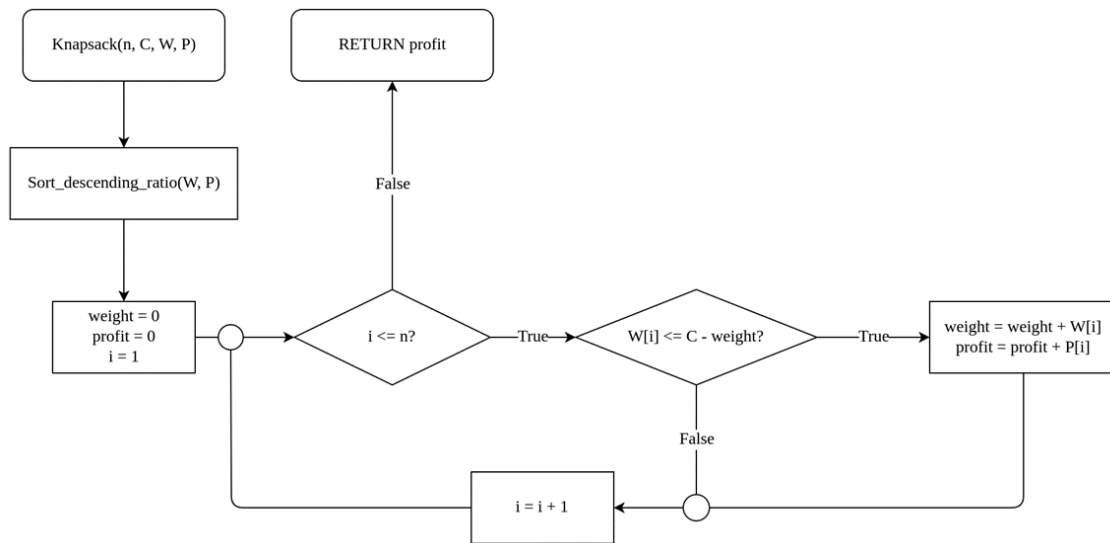 Knapsack(n, C, W, P)
RETURN profit
Sort_descending_ratio(W, P)
False
weight = 0
profit = 0
i = 1
i <= n?
True
W[i] <= C - weight?
True
weight = weight + W[i]
profit = profit + P[i]
False
i = i + 1